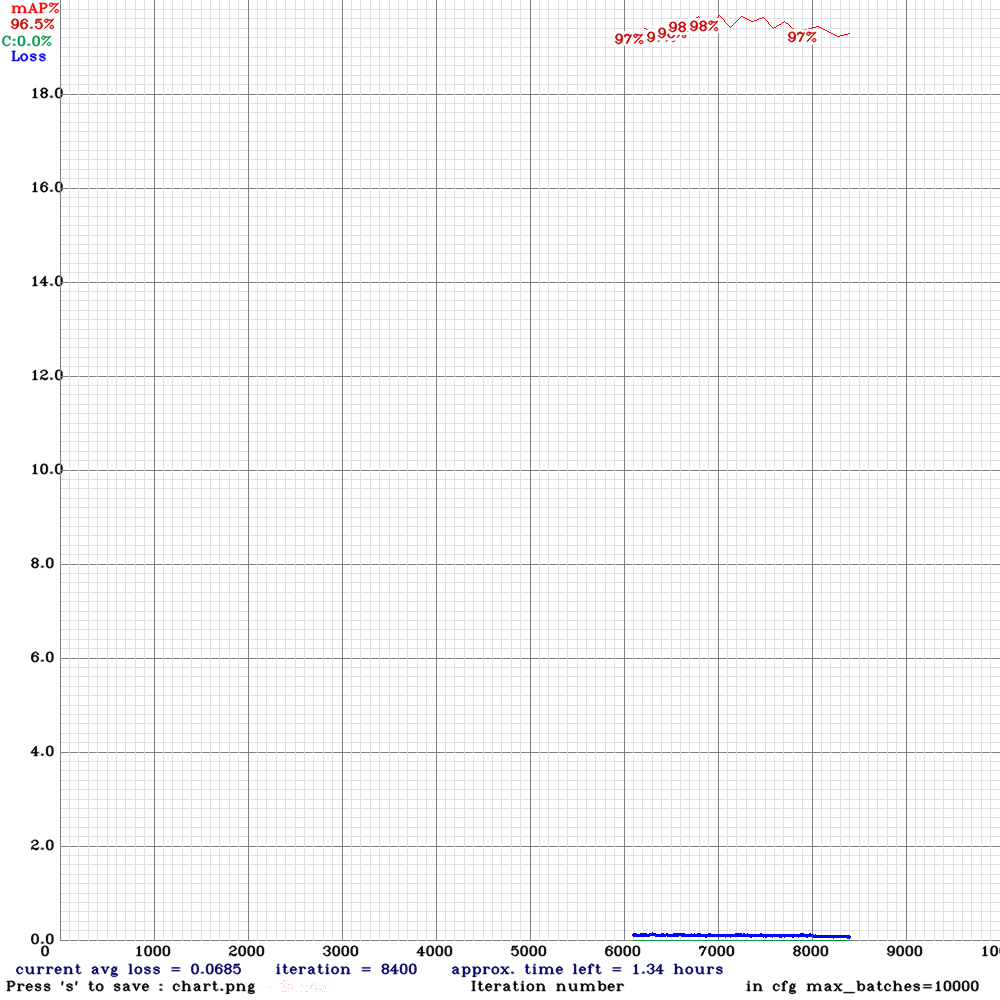 mAP%
96.5%
C:0.0%
Loss
97% 98 98% 97%
18.0
16.0
14.0
12.0
10.0
8.0
6.0
4.0
2.0
0.0
0 1000 2000 3000 4000 5000 6000 7000 8000 9000
current avg loss = 0.0685 iteration = 8400 approx. time left = 1.34 hours
Press 's' to save : chart.png Iteration number in cfg max_batches=10000